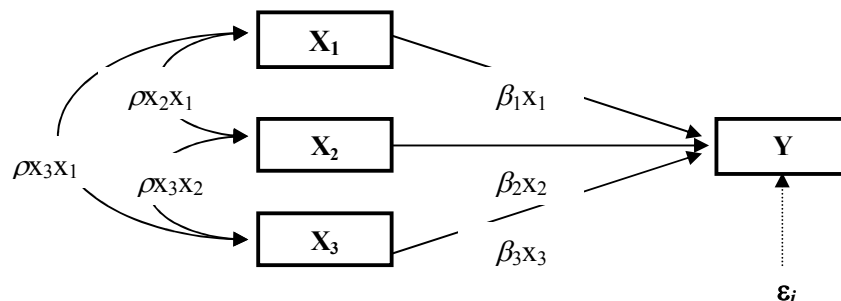 X₁
ρx₂x₁
β₁x₁
X₂
Y
ρx₃x₁
ρx₃x₂
β₂x₂
X₃
β₃x₃
εᵢ